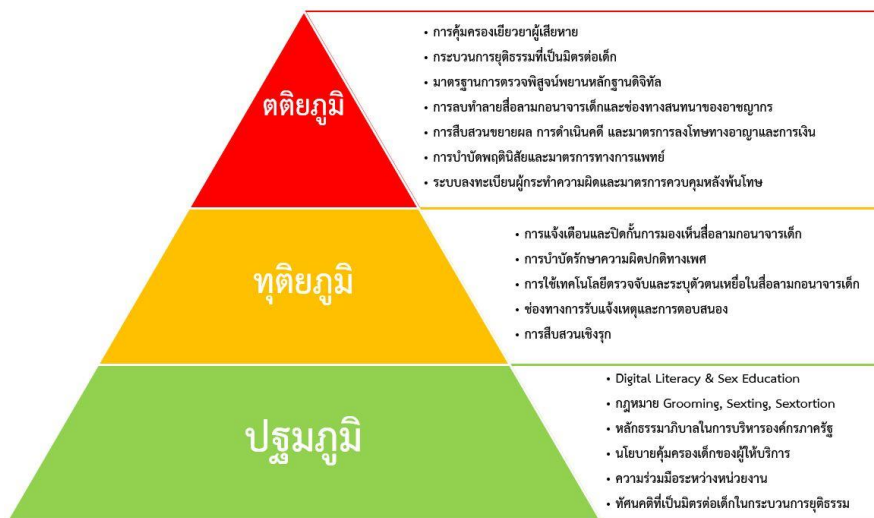 ตติยภูมิ
• การคุ้มครองเยียวยาผู้เสียหาย
• กระบวนการยุติธรรมที่เป็นมิตรต่อเด็ก
• มาตรฐานการตรวจพิสูจน์พยานหลักฐานดิจิทัล
• การลบทำลายสื่อลามกอนาจารเด็กและช่องทางสนทนาของอาชญากร
• การสืบสวนขยายผล การดำเนินคดี และมาตรการลงโทษทางอาญาและการเงิน
• การบำบัดพฤตินิสัยและมาตรการทางการแพทย์
• ระบบลงทะเบียนผู้กระทำความผิดและมาตรการควบคุมหลังพ้นโทษ
ทุติยภูมิ
• การแจ้งเตือนและปิดกั้นการมองเห็นสื่อลามกอนาจารเด็ก
• การบำบัดรักษาความผิดปกติทางเพศ
• การใช้เทคโนโลยีตรวจจับและระบุตัวตนเหยื่อในสื่อลามกอนาจารเด็ก
• ช่องทางการรับแจ้งเหตุและการตอบสนอง
• การสืบสวนเชิงรุก
ปฐมภูมิ
• Digital Literacy & Sex Education
• กฎหมาย Grooming, Sexting, Sextortion
• หลักธรรมาภิบาลในการบริหารองค์กรภาครัฐ
• นโยบายคุ้มครองเด็กของผู้ให้บริการ
• ความร่วมมือระหว่างหน่วยงาน
• ทัศนคติที่เป็นมิตรต่อเด็กในกระบวนการยุติธรรม